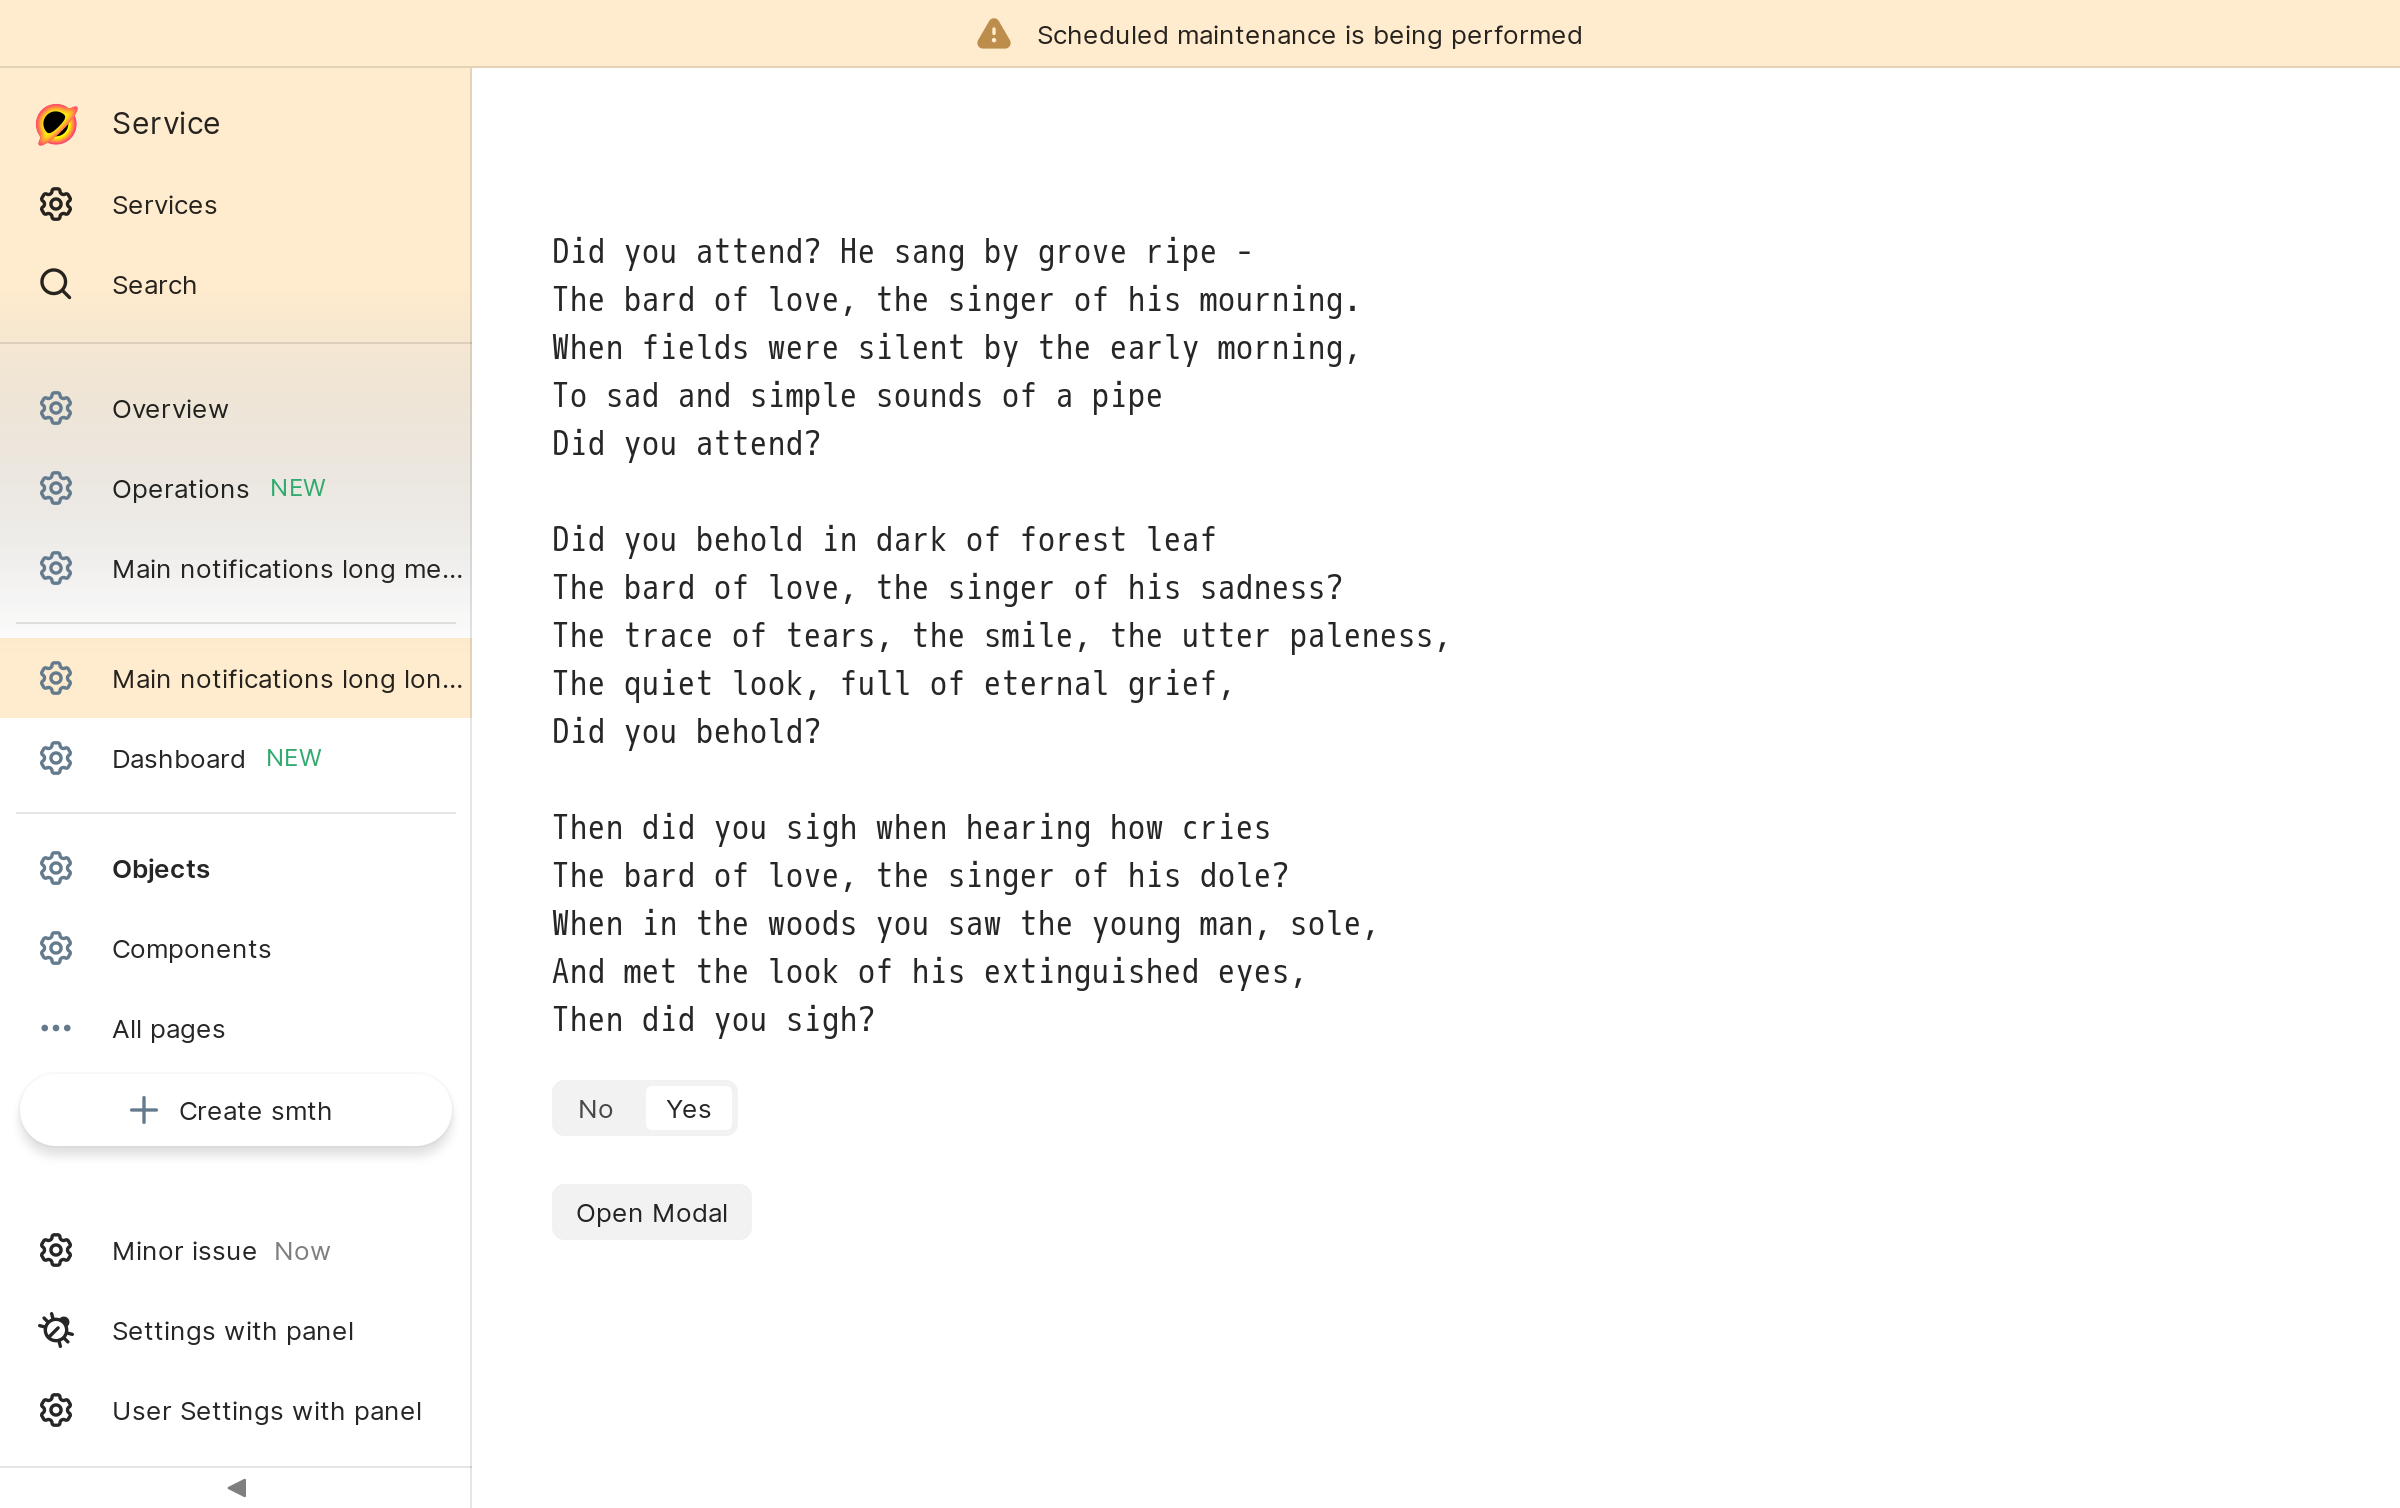 Scheduled maintenance is being performed
Service
Services
Search
Overview
Operations NEW
Main notifications long me...
Main notifications long lon...
Dashboard NEW
Objects
Components
All pages
Create smth
Minor issue Now
Settings with panel
User Settings with panel
Did you attend? He sang by grove ripe -
The bard of love, the singer of his mourning.
When fields were silent by the early morning,
To sad and simple sounds of a pipe
Did you attend?
Did you behold in dark of forest leaf
The bard of love, the singer of his sadness?
The trace of tears, the smile, the utter paleness,
The quiet look, full of eternal grief,
Did you behold?
Then did you sigh when hearing how cries
The bard of love, the singer of his dole?
When in the woods you saw the young man, sole,
And met the look of his extinguished eyes,
Then did you sigh?
No Yes
Open Modal